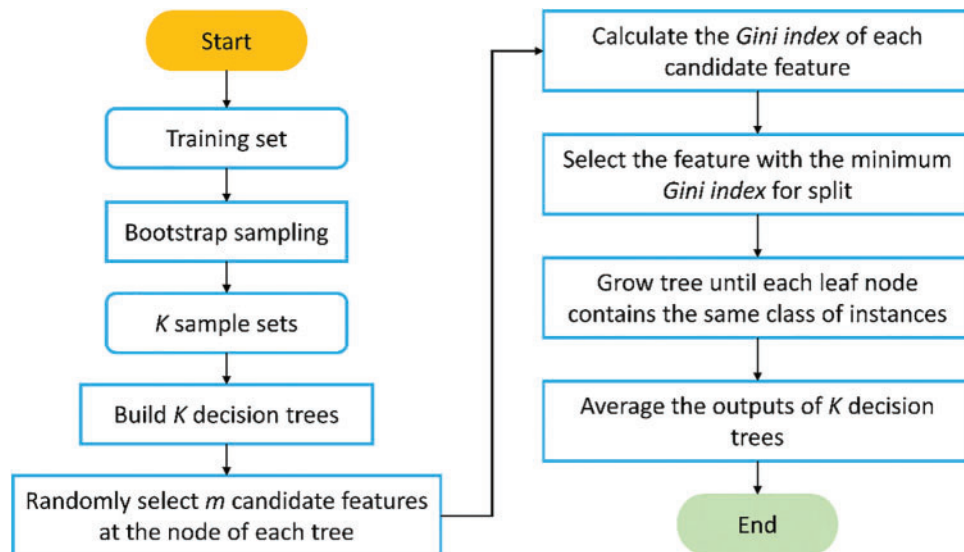 Start
Training set
Bootstrap sampling
K sample sets
Build K decision trees
Randomly select m candidate features
at the node of each tree
Calculate the Gini index of each
candidate feature
Select the feature with the minimum
Gini index for split
Grow tree until each leaf node
contains the same class of instances
Average the outputs of K decision
trees
End